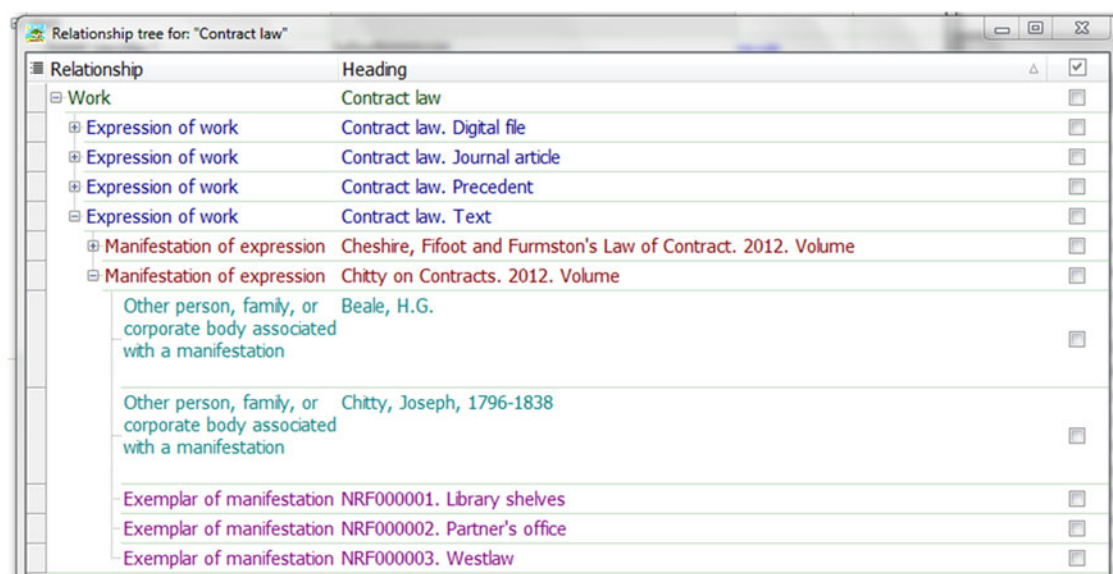 Relationship tree for: "Contract law"
Relationship Heading
Work Contract law
Expression of work Contract law. Digital file
Expression of work Contract law. Journal article
Expression of work Contract law. Precedent
Expression of work Contract law. Text
Manifestation of expression Cheshire, Fifoot and Furmston's Law of Contract. 2012. Volume
Manifestation of expression Chitty on Contracts. 2012. Volume
Other person, family, or Beale, H.G.
corporate body associated
with a manifestation
Other person, family, or Chitty, Joseph, 1796-1838
corporate body associated
with a manifestation
Exemplar of manifestation NRF000001. Library shelves
Exemplar of manifestation NRF000002. Partner's office
Exemplar of manifestation NRF000003. Westlaw